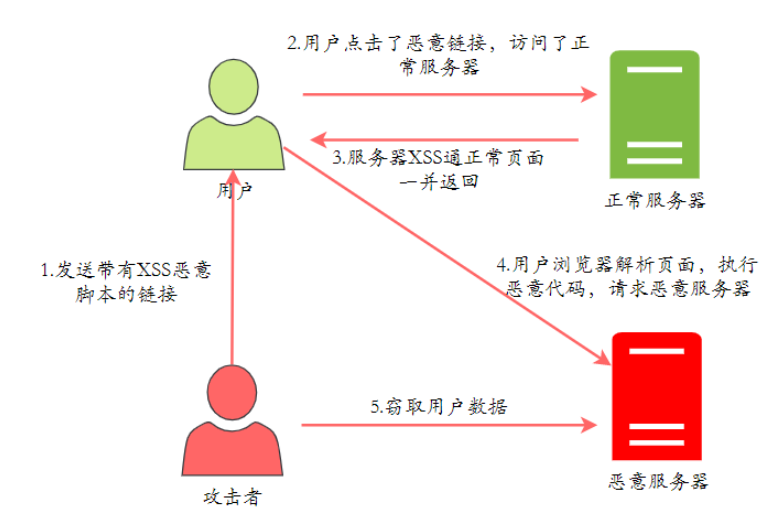 2.用户点击了恶意链接，访问了正
常服务器
3.服务器XSS通正常页面
一并返回
用户
正常服务器
1.发送带有XSS恶意
脚本的链接
4.用户浏览器解析页面，执行
恶意代码，请求恶意服务器
5.窃取用户数据
攻击者
恶意服务器